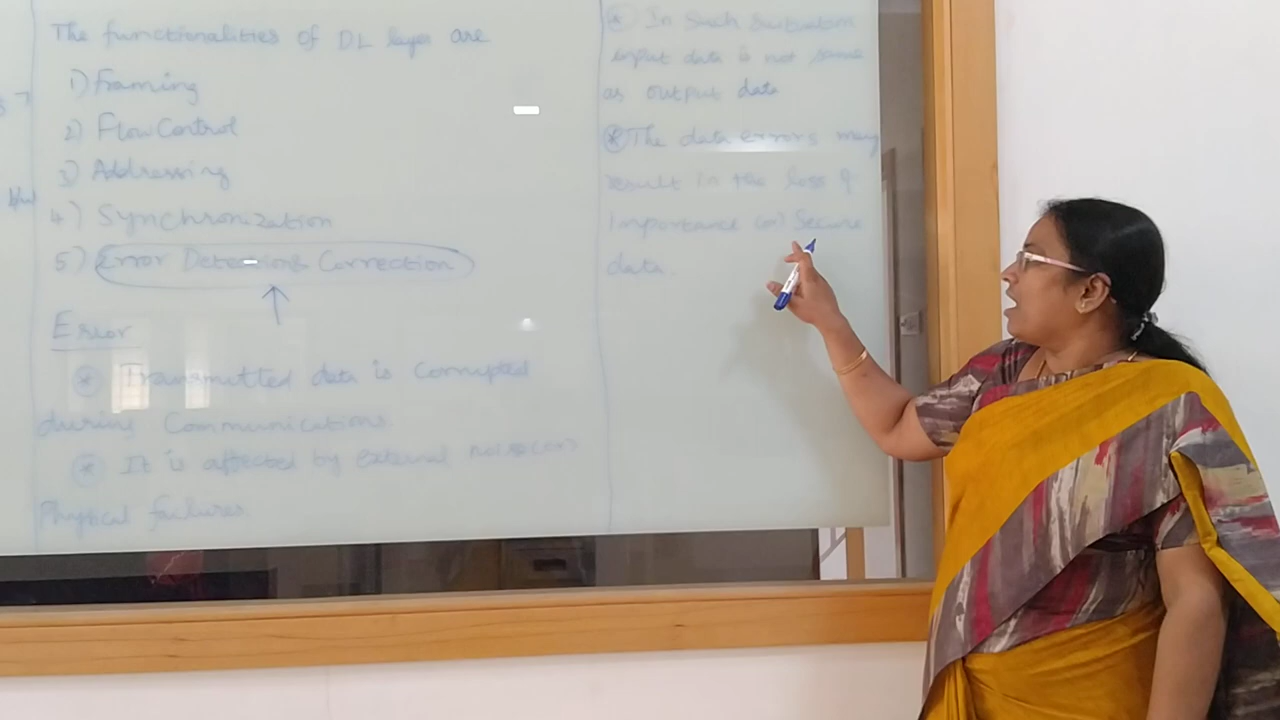 The functionalities of DL layer are
1) Framing
2) Flow Control
3) Addressing
4) Synchronization
5) Error Detection & Correction
Error
* Transmitted data is Corrupted
during Communications.
* It is affected by external noise (or)
Physical failures.
* In Such Situation
input data is not same
as output data
* The data errors may
result in the loss of
importance (or) Secure
data.